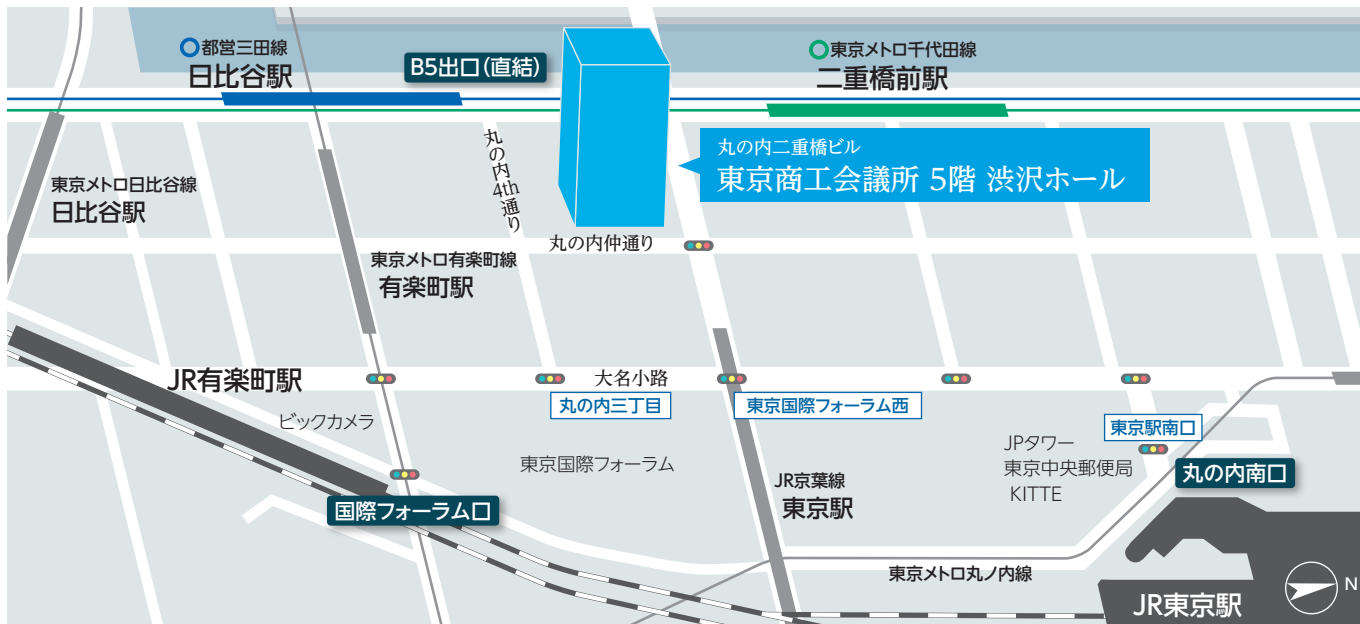 都営三田線
日比谷駅
B5出口(直結)
東京メトロ千代田線
二重橋前駅
丸の内4th通り
丸の内二重橋ビル
東京商工会議所 5階 渋沢ホール
東京メトロ日比谷線
日比谷駅
丸の内仲通り
東京メトロ有楽町線
有楽町駅
JR有楽町駅
大名小路
丸の内三丁目
東京国際フォーラム西
ビックカメラ
東京駅南口
JPタワー
東京中央郵便局
KITTE
東京国際フォーラム
丸の内南口
JR京葉線
東京駅
国際フォーラム口
東京メトロ丸ノ内線
JR東京駅
N